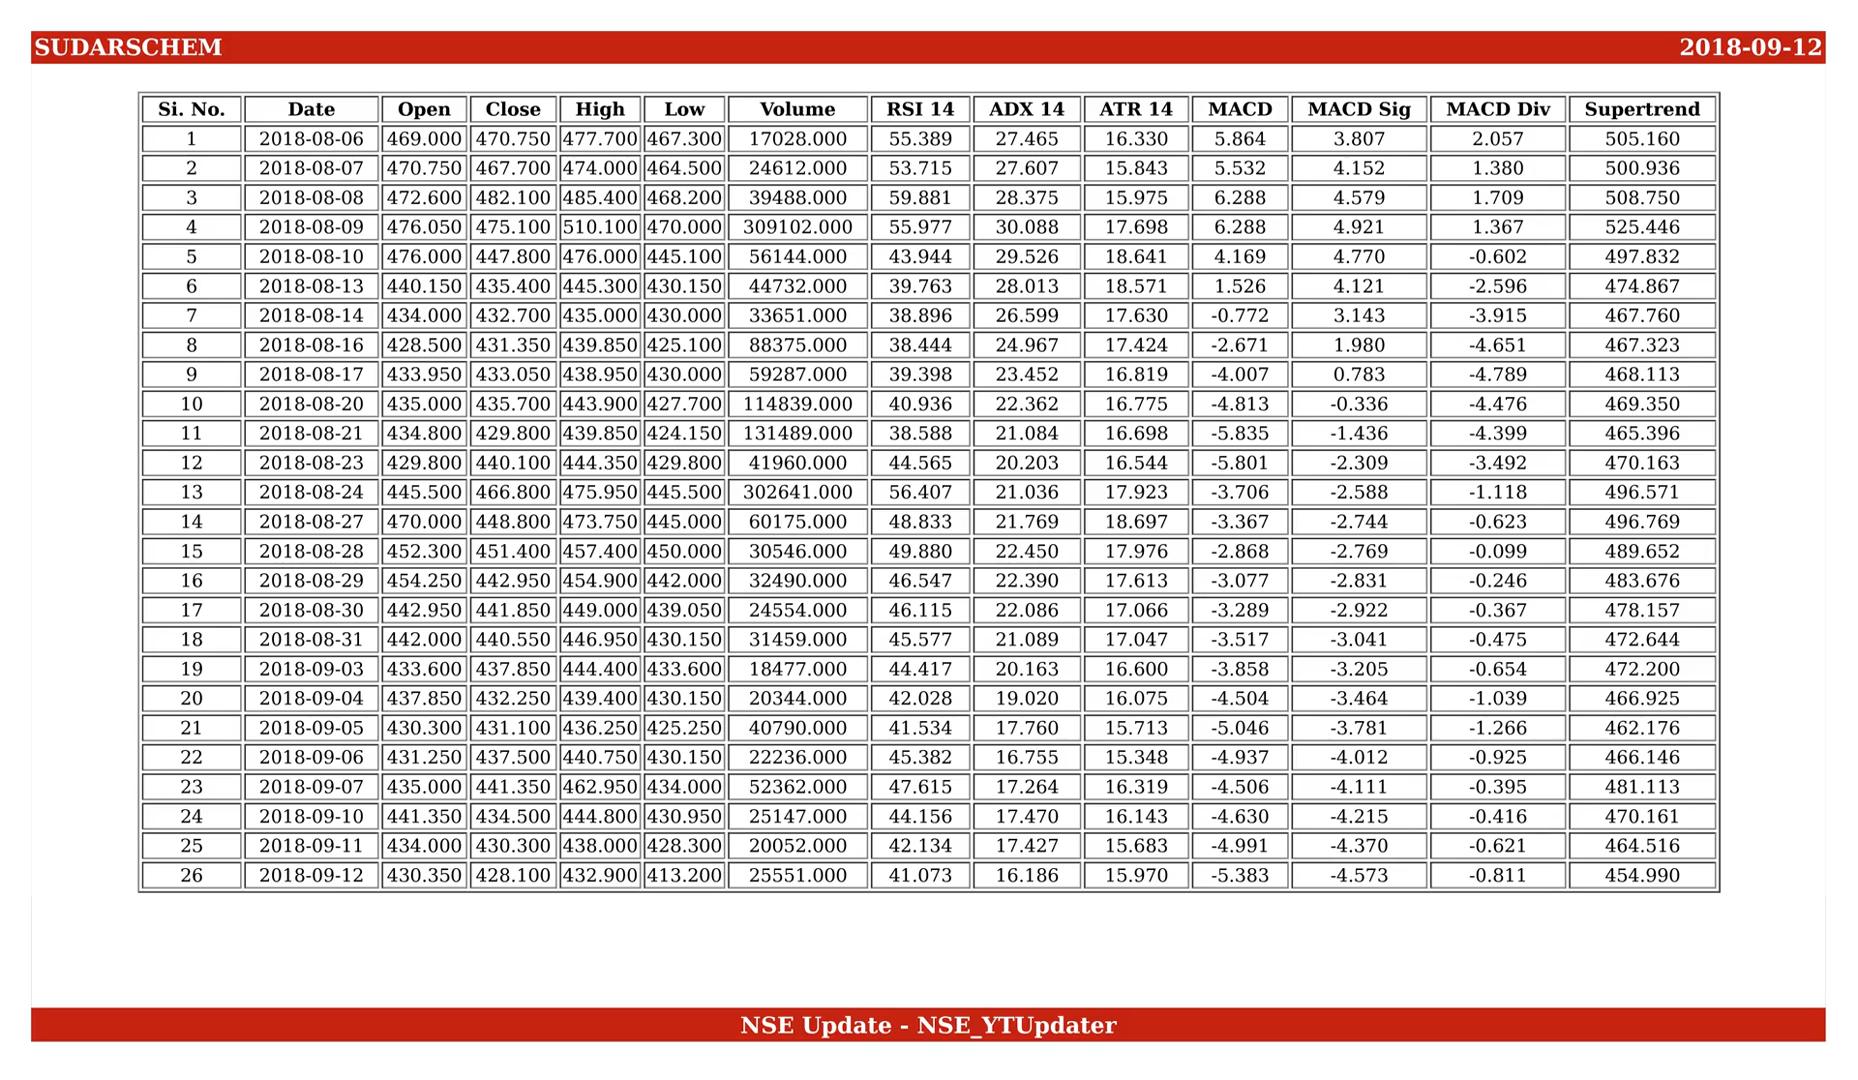 SUDARSCHEM 2018-09-12
Si. No. Date Open Close High Low Volume RSI 14 ADX 14 ATR 14 MACD MACD Sig MACD Div Supertrend
1 2018-08-06 469.000 470.750 477.700 467.300 17028.000 55.389 27.465 16.330 5.864 3.807 2.057 505.160
2 2018-08-07 470.750 467.700 474.000 464.500 24612.000 53.715 27.607 15.843 5.532 4.152 1.380 500.936
3 2018-08-08 472.600 482.100 485.400 468.200 39488.000 59.881 28.375 15.975 6.288 4.579 1.709 508.750
4 2018-08-09 476.050 475.100 510.100 470.000 309102.000 55.977 30.088 17.698 6.288 4.921 1.367 525.446
5 2018-08-10 476.000 447.800 476.000 445.100 56144.000 43.944 29.526 18.641 4.169 4.770 -0.602 497.832
6 2018-08-13 440.150 435.400 445.300 430.150 44732.000 39.763 28.013 18.571 1.526 4.121 -2.596 474.867
7 2018-08-14 434.000 432.700 435.000 430.000 33651.000 38.896 26.599 17.630 -0.772 3.143 -3.915 467.760
8 2018-08-16 428.500 431.350 439.850 425.100 88375.000 38.444 24.967 17.424 -2.671 1.980 -4.651 467.323
9 2018-08-17 433.950 433.050 438.950 430.000 59287.000 39.398 23.452 16.819 -4.007 0.783 -4.789 468.113
10 2018-08-20 435.000 435.700 443.900 427.700 114839.000 40.936 22.362 16.775 -4.813 -0.336 -4.476 469.350
11 2018-08-21 434.800 429.800 439.850 424.150 131489.000 38.588 21.084 16.698 -5.835 -1.436 -4.399 465.396
12 2018-08-23 429.800 440.100 444.350 429.800 41960.000 44.565 20.203 16.544 -5.801 -2.309 -3.492 470.163
13 2018-08-24 445.500 466.800 475.950 445.500 302641.000 56.407 21.036 17.923 -3.706 -2.588 -1.118 496.571
14 2018-08-27 470.000 448.800 473.750 445.000 60175.000 48.833 21.769 18.697 -3.367 -2.744 -0.623 496.769
15 2018-08-28 452.300 451.400 457.400 450.000 30546.000 49.880 22.450 17.976 -2.868 -2.769 -0.099 489.652
16 2018-08-29 454.250 442.950 454.900 442.000 32490.000 46.547 22.390 17.613 -3.077 -2.831 -0.246 483.676
17 2018-08-30 442.950 441.850 449.000 439.050 24554.000 46.115 22.086 17.066 -3.289 -2.922 -0.367 478.157
18 2018-08-31 442.000 440.550 446.950 430.150 31459.000 45.577 21.089 17.047 -3.517 -3.041 -0.475 472.644
19 2018-09-03 433.600 437.850 444.400 433.600 18477.000 44.417 20.163 16.600 -3.858 -3.205 -0.654 472.200
20 2018-09-04 437.850 432.250 439.400 430.150 20344.000 42.028 19.020 16.075 -4.504 -3.464 -1.039 466.925
21 2018-09-05 430.300 431.100 436.250 425.250 40790.000 41.534 17.760 15.713 -5.046 -3.781 -1.266 462.176
22 2018-09-06 431.250 437.500 440.750 430.150 22236.000 45.382 16.755 15.348 -4.937 -4.012 -0.925 466.146
23 2018-09-07 435.000 441.350 462.950 434.000 52362.000 47.615 17.264 16.319 -4.506 -4.111 -0.395 481.113
24 2018-09-10 441.350 434.500 444.800 430.950 25147.000 44.156 17.470 16.143 -4.630 -4.215 -0.416 470.161
25 2018-09-11 434.000 430.300 438.000 428.300 20052.000 42.134 17.427 15.683 -4.991 -4.370 -0.621 464.516
26 2018-09-12 430.350 428.100 432.900 413.200 25551.000 41.073 16.186 15.970 -5.383 -4.573 -0.811 454.990
NSE Update - NSE_YTUpdater